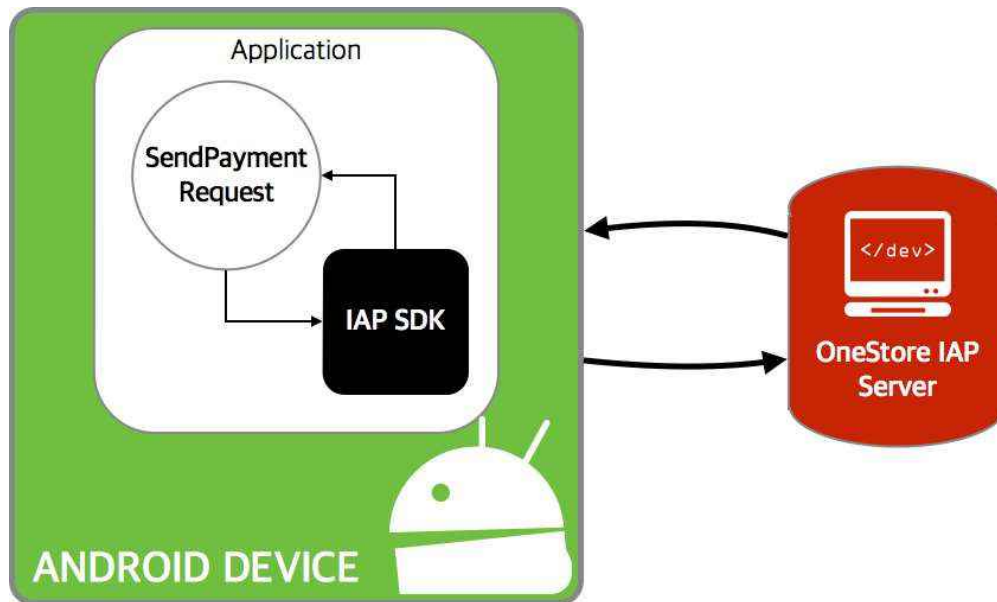 Application
SendPayment
Request
IAP SDK
</dev>
OneStore IAP
Server
ANDROID DEVICE